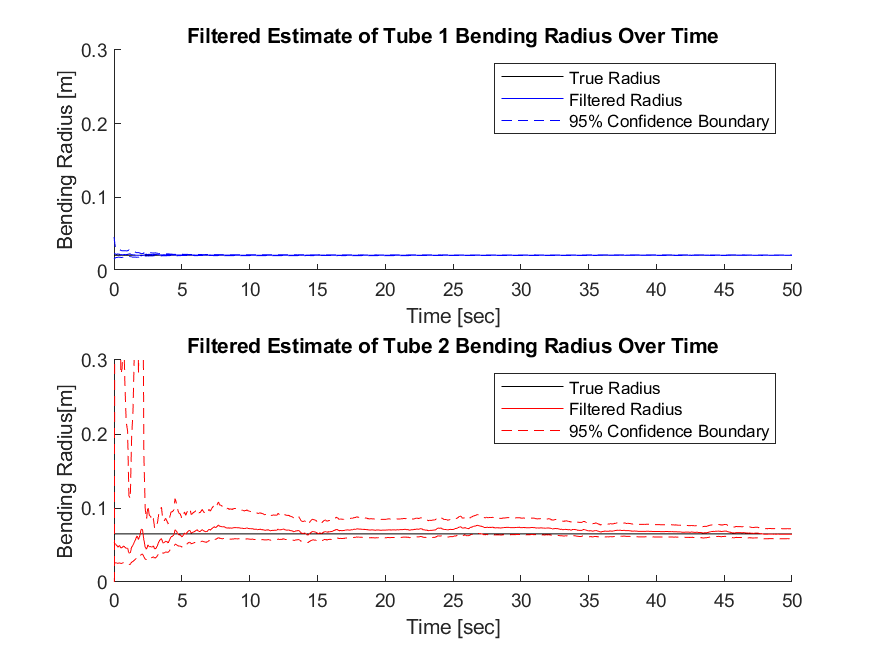 Filtered Estimate of Tube 1 Bending Radius Over Time
0.3
0.2
0.1
0
Bending Radius [m]
True Radius
Filtered Radius
95% Confidence Boundary
0 5 10 15 20 25 30 35 40 45 50
Time [sec]
Filtered Estimate of Tube 2 Bending Radius Over Time
0.3
0.2
0.1
0
Bending Radius[m]
True Radius
Filtered Radius
95% Confidence Boundary
0 5 10 15 20 25 30 35 40 45 50
Time [sec]